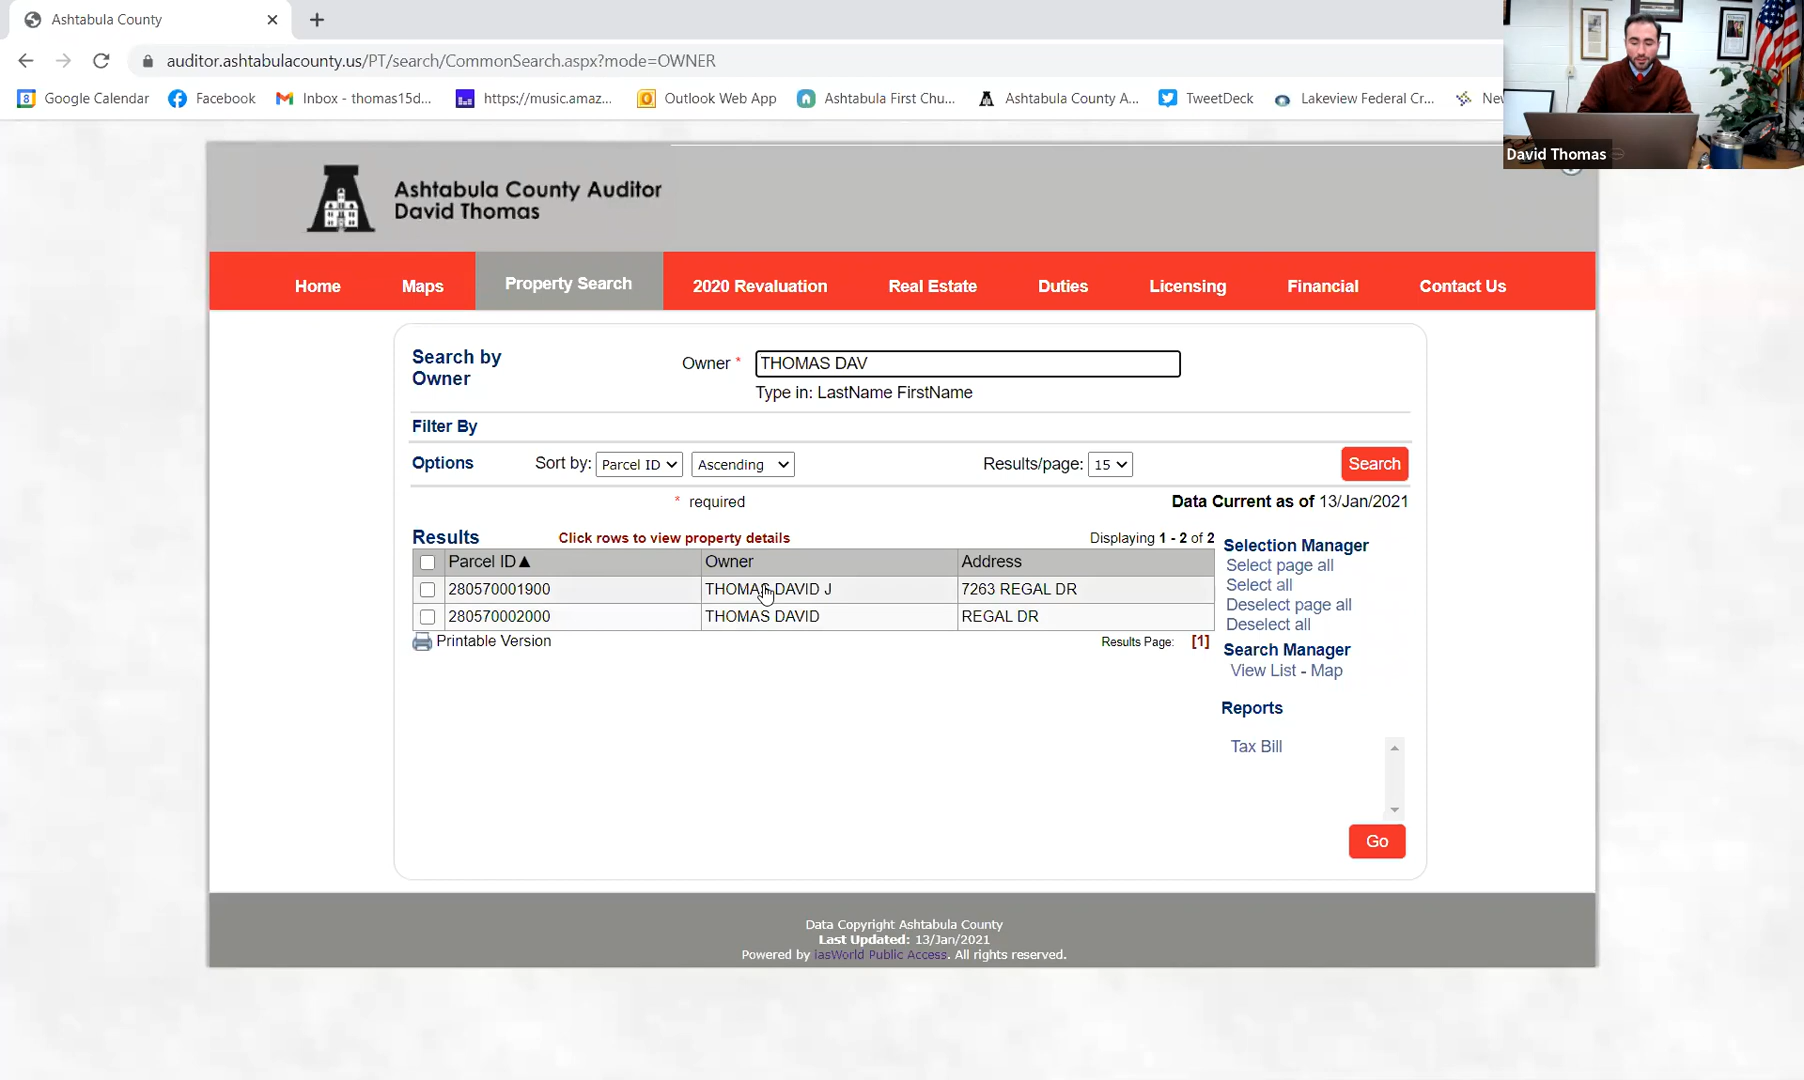 Ashtabula County
auditor.ashtabulacounty.us/PT/search/CommonSearch.aspx?mode=OWNER
Google Calendar Facebook Inbox - thomas15d... https://music.amaz... Outlook Web App Ashtabula First Chu... Ashtabula County A... TweetDeck Lakeview Federal Cr... Nev
David Thomas
Ashtabula County Auditor
David Thomas
Home Maps Property Search 2020 Revaluation Real Estate Duties Licensing Financial Contact Us
Search by
Owner
Owner * THOMAS DAV
Type in: LastName FirstName
Filter By
Options Sort by: Parcel ID Ascending Results/page: 15 Search
* required
Data Current as of 13/Jan/2021
Results Click rows to view property details Displaying 1 - 2 of 2
Parcel ID▲ Owner Address
280570001900 THOMAS DAVID J 7263 REGAL DR
280570002000 THOMAS DAVID REGAL DR
Printable Version Results Page: [1]
Selection Manager
Select page all
Select all
Deselect page all
Deselect all
Search Manager
View List - Map
Reports
Tax Bill
Go
Data Copyright Ashtabula County
Last Updated: 13/Jan/2021
Powered by iasWorld Public Access. All rights reserved.